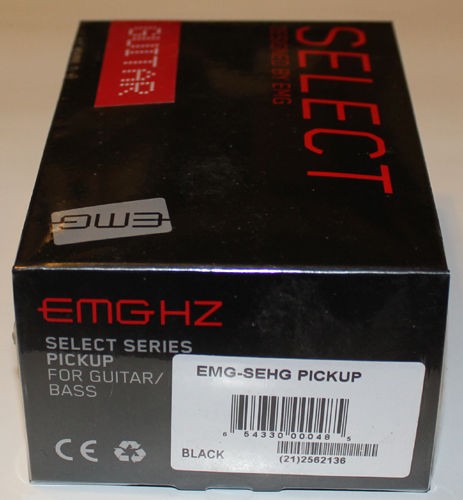 SELECT
DESIGNED BY EMG
GUITAR
EMG
EMG HZ
SELECT SERIES
PICKUP
FOR GUITAR/
BASS
CE
EMG-SEHG PICKUP
6 54330 00048 5
BLACK
(21)2562136